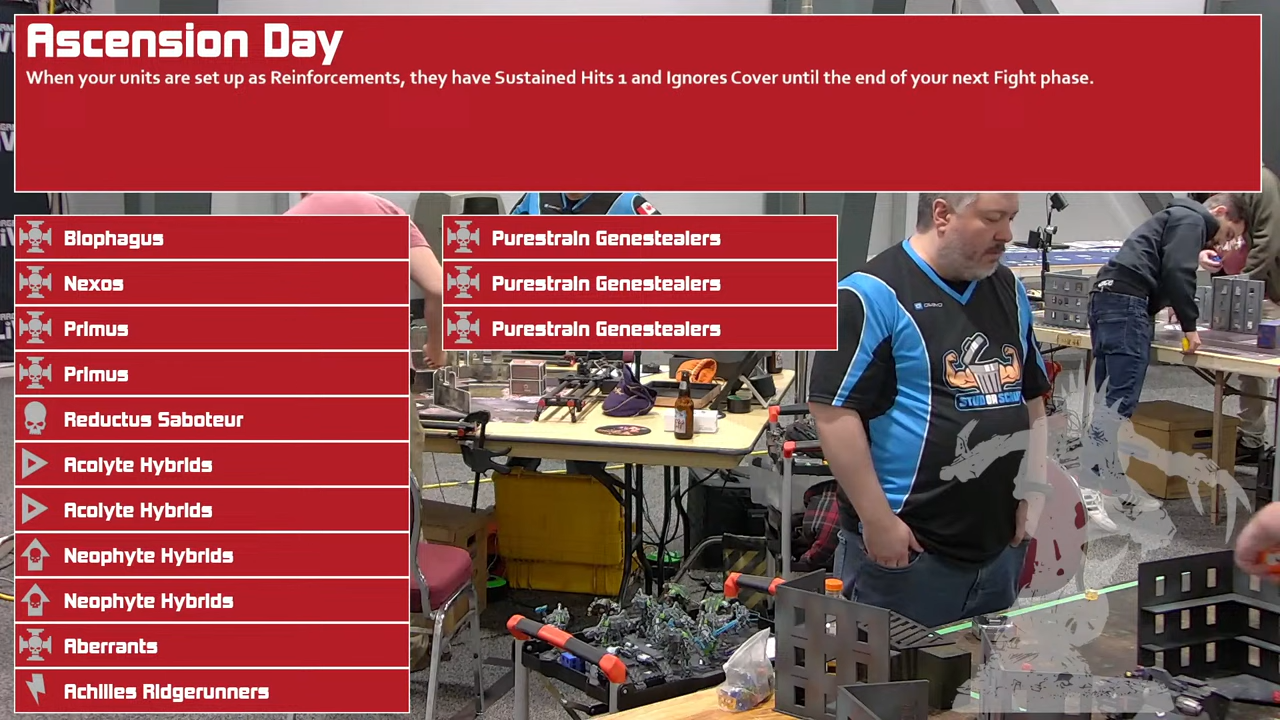 Ascension Day
When your units are set up as Reinforcements, they have Sustained Hits 1 and Ignores Cover until the end of your next Fight phase.
Biophagus
Nexos
Primus
Primus
Reductus Saboteur
Acolyte Hybrids
Acolyte Hybrids
Neophyte Hybrids
Neophyte Hybrids
Aberrants
Achilles Ridgerunners
Purestrain Genestealers
Purestrain Genestealers
Purestrain Genestealers